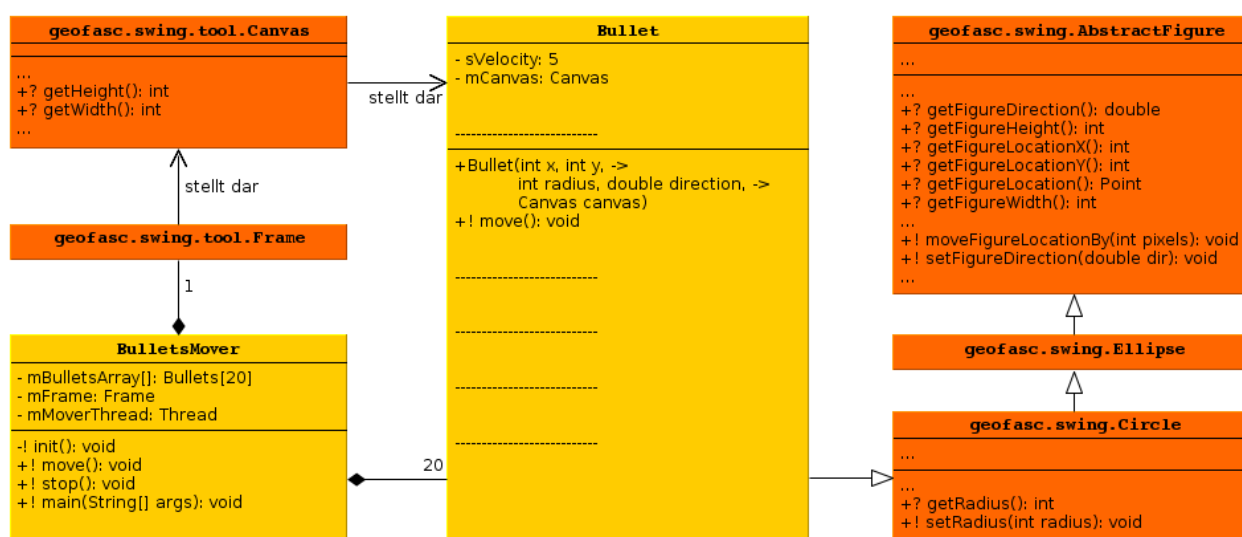 geofasc.swing.tool.Canvas
...
+? getHeight(): int
+? getWidth(): int
...
stellt dar
stellt dar
geofasc.swing.tool.Frame
1
BulletsMover
- mBulletsArray[]: Bullets[20]
- mFrame: Frame
- mMoverThread: Thread
-! init(): void
+! move(): void
+! stop(): void
+! main(String[] args): void
20
Bullet
- sVelocity: 5
- mCanvas: Canvas
---------------------------
+Bullet(int x, int y, ->
int radius, double direction, ->
Canvas canvas)
+! move(): void
---------------------------
---------------------------
---------------------------
---------------------------
geofasc.swing.AbstractFigure
...
...
+? getFigureDirection(): double
+? getFigureHeight(): int
+? getFigureLocationX(): int
+? getFigureLocationY(): int
+? getFigureLocation(): Point
+? getFigureWidth(): int
...
+! moveFigureLocationBy(int pixels): void
+! setFigureDirection(double dir): void
...
geofasc.swing.Ellipse
geofasc.swing.Circle
...
...
+? getRadius(): int
+! setRadius(int radius): void